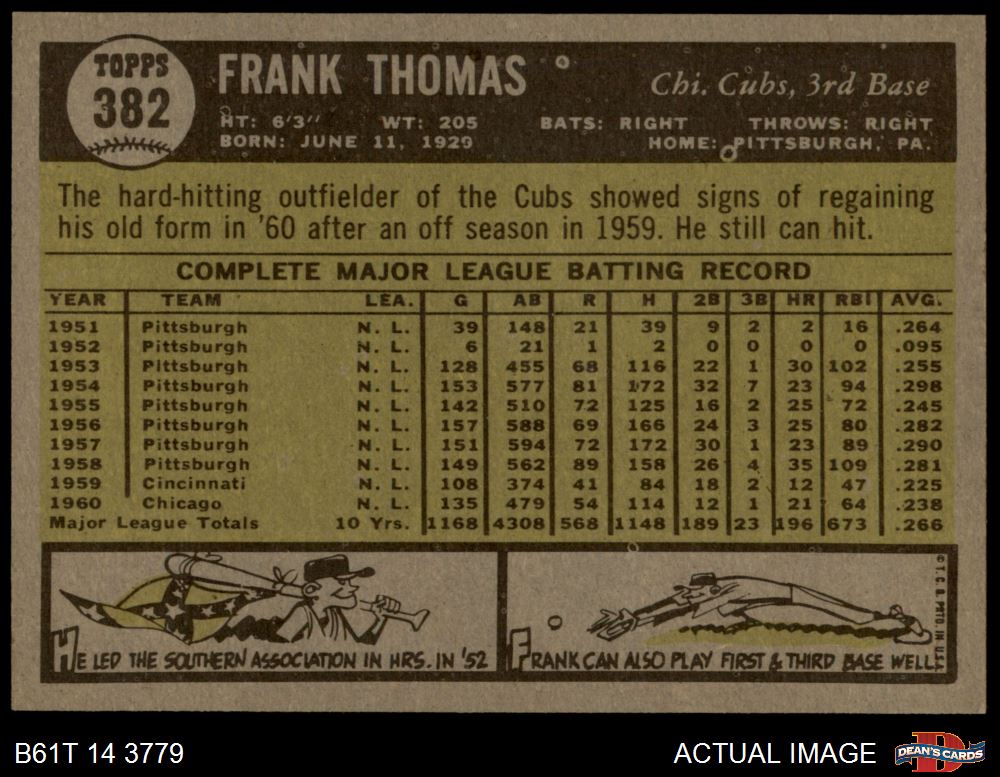 TOPPS
382
FRANK THOMAS
Chi. Cubs, 3rd Base
HT: 6'3" WT: 205 BATS: RIGHT THROWS: RIGHT
BORN: JUNE 11, 1929 HOME: PITTSBURGH, PA.
The hard-hitting outfielder of the Cubs showed signs of regaining
his old form in '60 after an off season in 1959. He still can hit.
COMPLETE MAJOR LEAGUE BATTING RECORD
YEAR TEAM LEA. G AB R H 2B 3B HR RBI AVG.
1951 Pittsburgh N. L. 39 148 21 39 9 2 2 16 .264
1952 Pittsburgh N. L. 6 21 1 2 0 0 0 0 .095
1953 Pittsburgh N. L. 128 455 68 116 22 1 30 102 .255
1954 Pittsburgh N. L. 153 577 81 172 32 7 23 94 .298
1955 Pittsburgh N. L. 142 510 72 125 16 2 25 72 .245
1956 Pittsburgh N. L. 157 588 69 166 24 3 25 80 .282
1957 Pittsburgh N. L. 151 594 72 172 30 1 23 89 .290
1958 Pittsburgh N. L. 149 562 89 158 26 4 35 109 .281
1959 Cincinnati N. L. 108 374 41 84 18 2 12 47 .225
1960 Chicago N. L. 135 479 54 114 12 1 21 64 .238
Major League Totals 10 Yrs. 1168 4308 568 1148 189 23 196 673 .266
HE LED THE SOUTHERN ASSOCIATION IN HRS. IN '52
FRANK CAN ALSO PLAY FIRST & THIRD BASE WELL.
© T. C. G. PRTD. IN U.S.A.
B61T 14 3779
ACTUAL IMAGE
D
DEAN'S CARDS